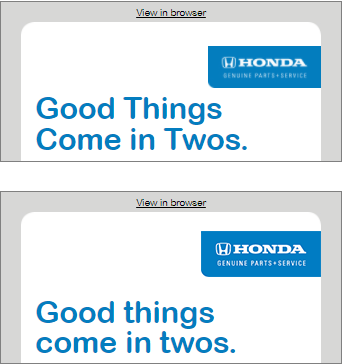 View in browser
HONDA
GENUINE PARTS+SERVICE
Good Things
Come in Twos.
View in browser
HONDA
GENUINE PARTS+SERVICE
Good things
come in twos.